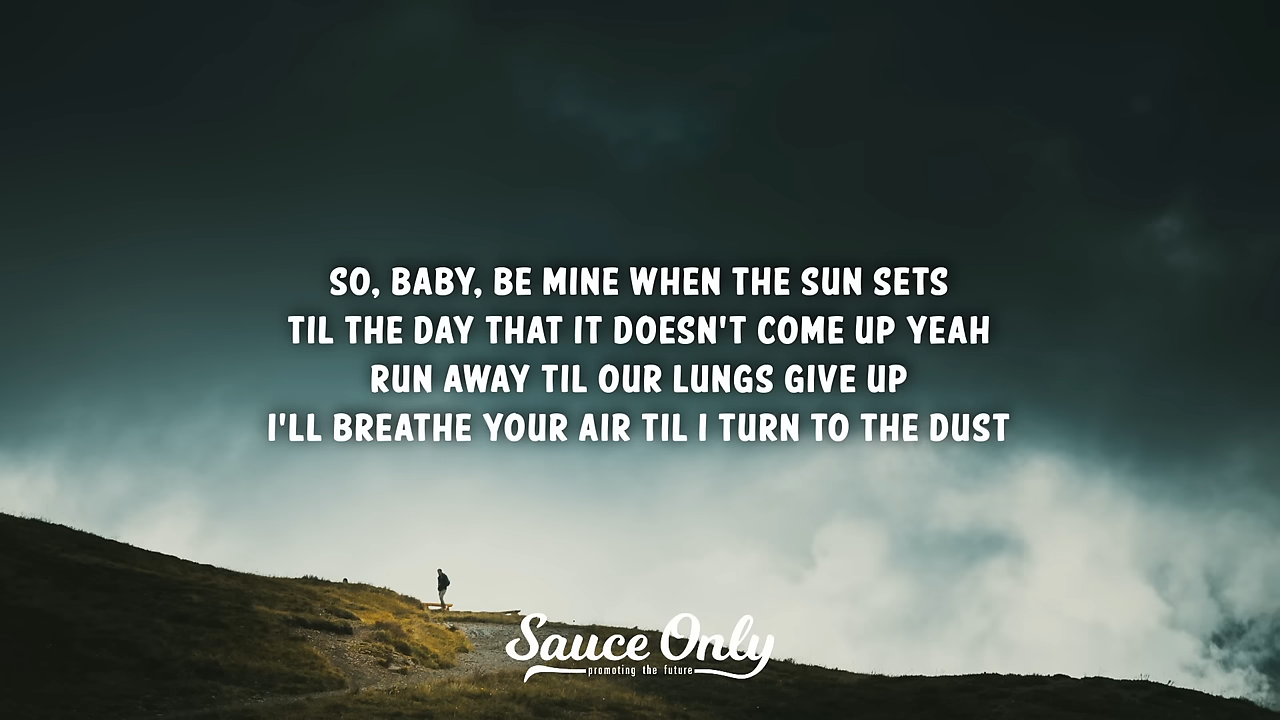 SO, BABY, BE MINE WHEN THE SUN SETS
TIL THE DAY THAT IT DOESN'T COME UP YEAH
RUN AWAY TIL OUR LUNGS GIVE UP
I'LL BREATHE YOUR AIR TIL I TURN TO THE DUST
Sauce Only
promoting the future